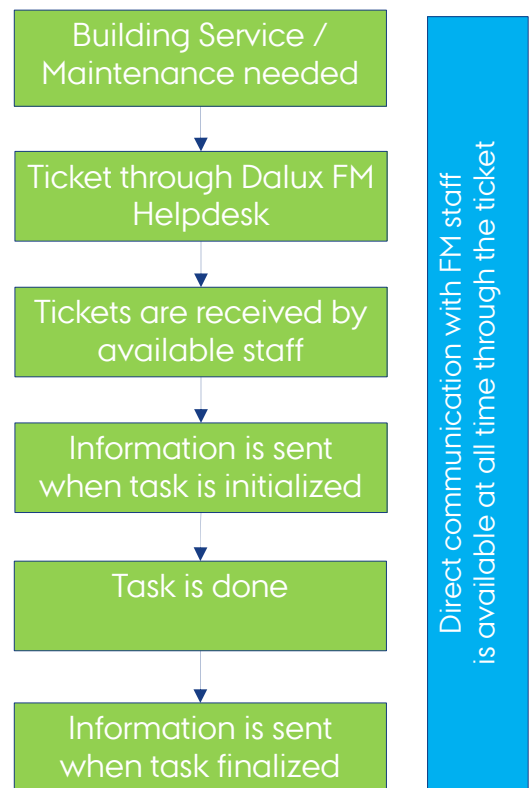 Building Service /
Maintenance needed
Ticket through Dalux FM
Helpdesk
Tickets are received by
available staff
Information is sent
when task is initialized
Task is done
Information is sent
when task finalized
Direct communication with FM staff
is available at all time through the ticket